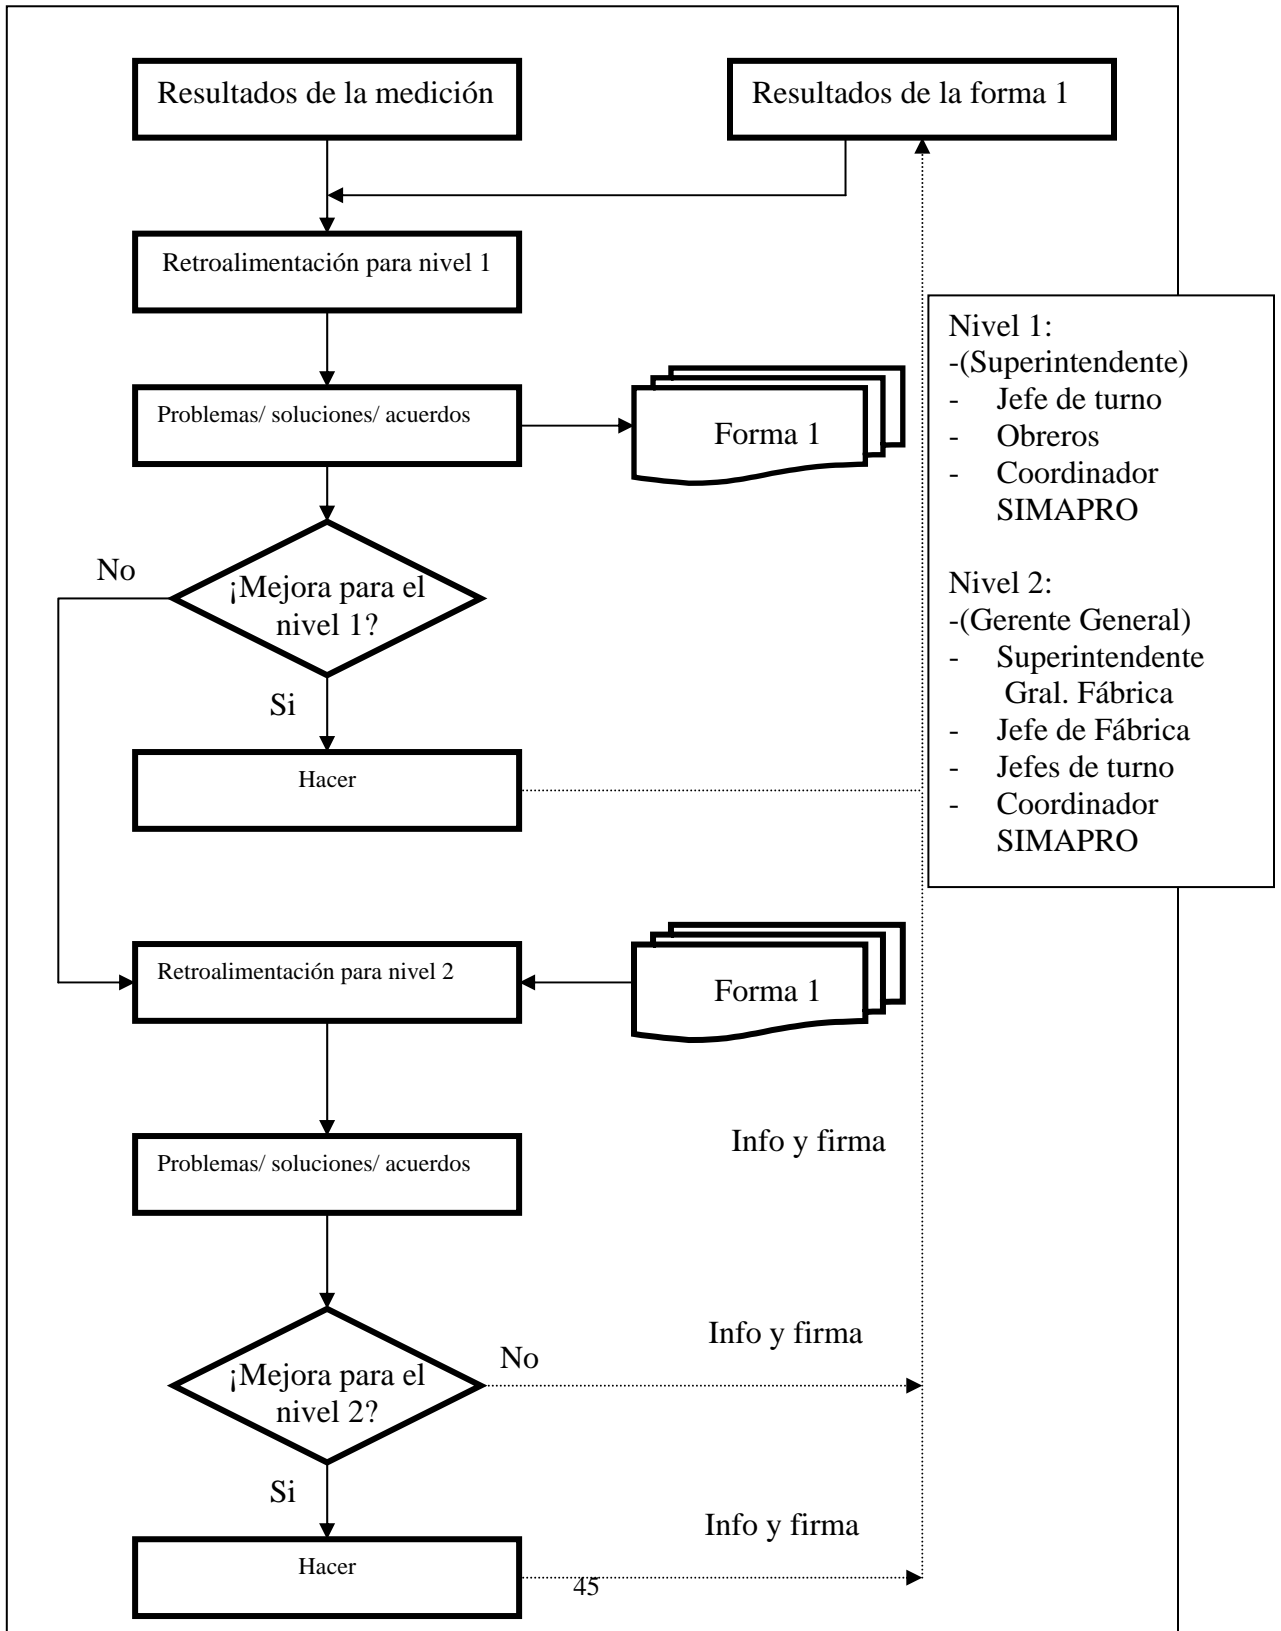 Resultados de la medición
Resultados de la forma 1
Retroalimentación para nivel 1
Problemas/ soluciones/ acuerdos
Forma 1
No
¡Mejora para el
nivel 1?
Si
Hacer
Nivel 1:
-(Superintendente)
- Jefe de turno
- Obreros
- Coordinador
SIMAPRO
Nivel 2:
-(Gerente General)
- Superintendente
Gral. Fábrica
- Jefe de Fábrica
- Jefes de turno
- Coordinador
SIMAPRO
Retroalimentación para nivel 2
Forma 1
Info y firma
Problemas/ soluciones/ acuerdos
Info y firma
No
¡Mejora para el
nivel 2?
Si
Info y firma
Hacer
45